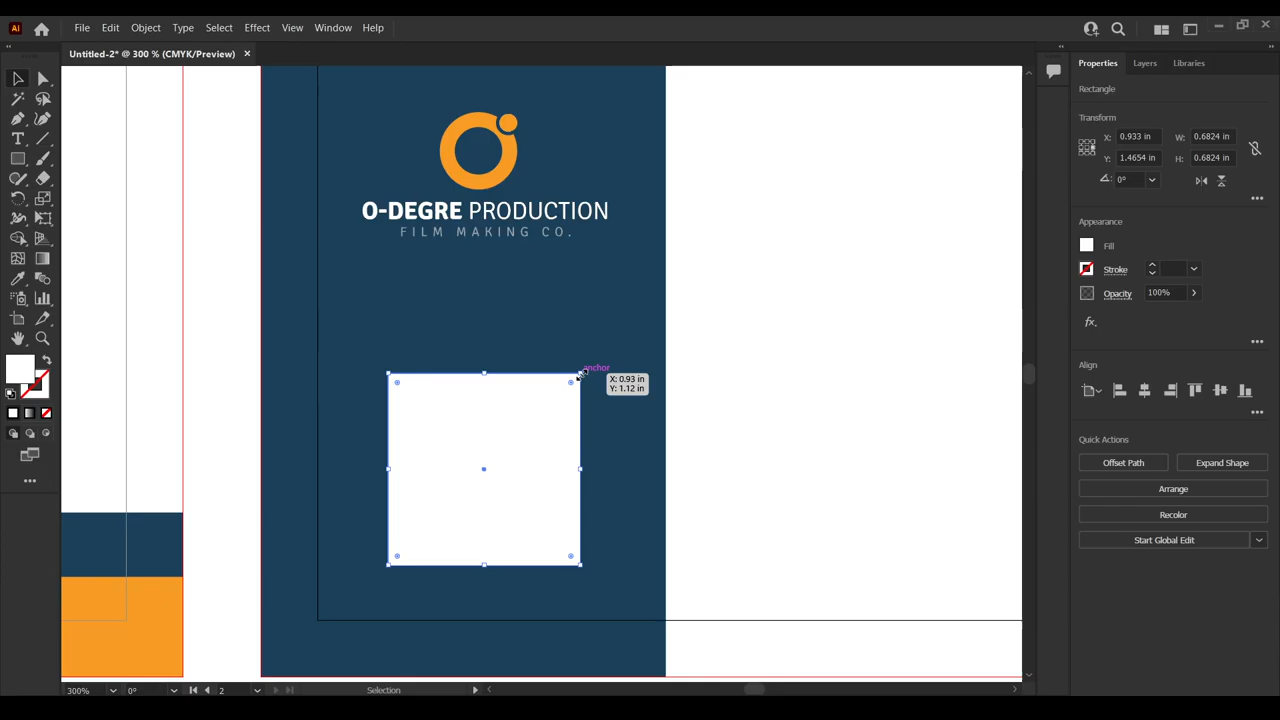 Ai File Edit Object Type Select Effect View Window Help
Untitled-2* @ 300 % (CMYK/Preview) ×
Properties Layers Libraries
Rectangle
Transform
X: 0.933 in W: 0.6824 in
Y: 1.4654 in H: 0.6824 in
0°
Appearance
Fill
Stroke
Opacity 100%
fx.
Align
Quick Actions
Offset Path Expand Shape
Arrange
Recolor
Start Global Edit
O-DEGRE PRODUCTION
FILM MAKING CO.
anchor
X: 0.93 in
Y: 1.12 in
300% 0° 2 Selection